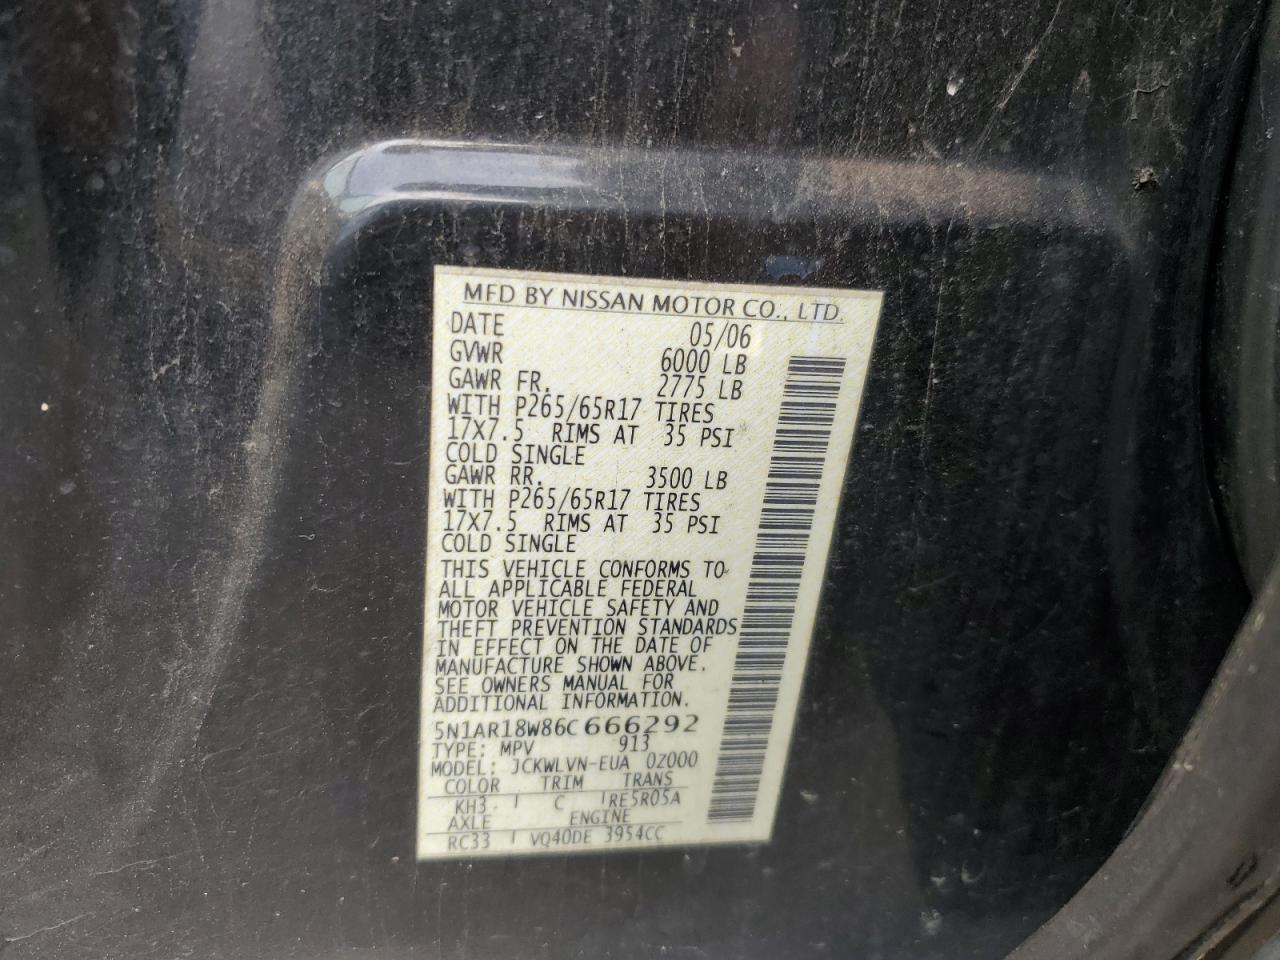 MFD BY NISSAN MOTOR CO., LTD.
DATE 05/06
GVWR 6000 LB
GAWR FR. 2775 LB
WITH P265/65R17 TIRES
17X7.5 RIMS AT 35 PSI
COLD SINGLE
GAWR RR. 3500 LB
WITH P265/65R17 TIRES
17X7.5 RIMS AT 35 PSI
COLD SINGLE
THIS VEHICLE CONFORMS TO
ALL APPLICABLE FEDERAL
MOTOR VEHICLE SAFETY AND
THEFT PREVENTION STANDARDS
IN EFFECT ON THE DATE OF
MANUFACTURE SHOWN ABOVE.
SEE OWNERS MANUAL FOR
ADDITIONAL INFORMATION.
5N1AR18W86C666292
TYPE: MPV 913
MODEL: JCKWLVN-EUA 0Z000
COLOR TRIM TRANS
KH3 C RE5R05A
AXLE ENGINE
RC33 VQ40DE 3954CC